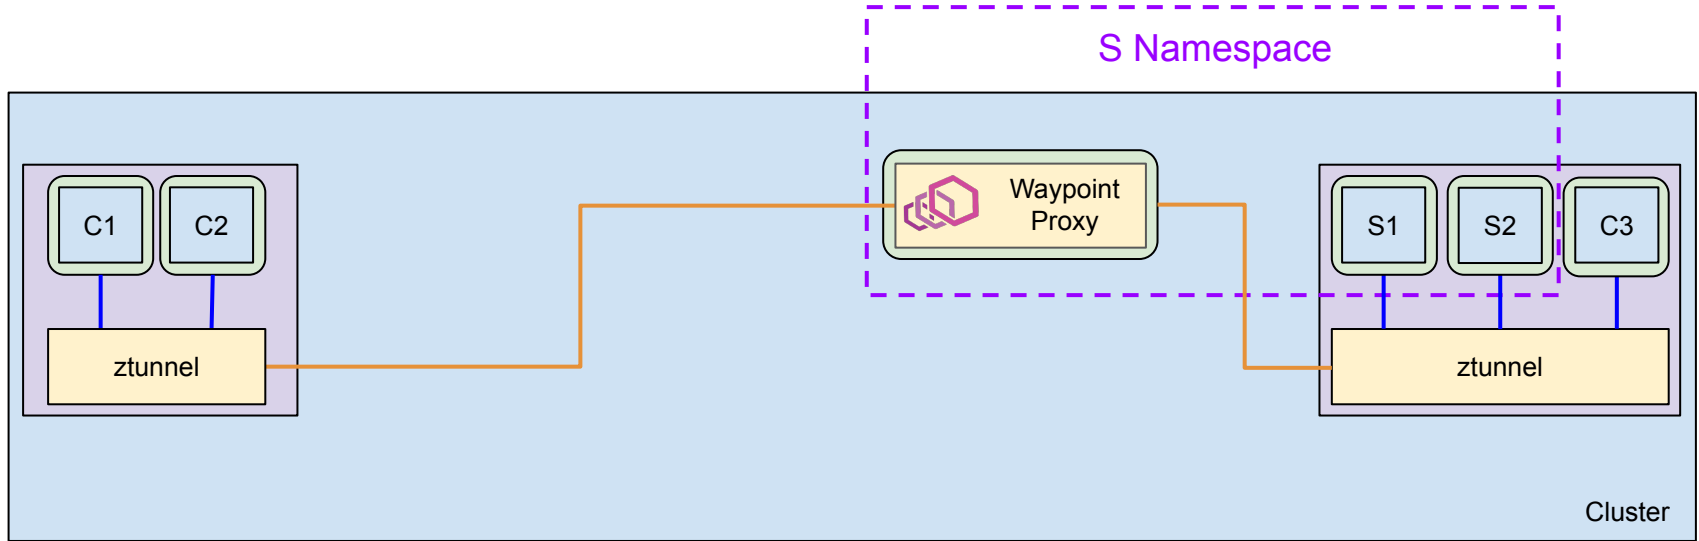 S Namespace
Waypoint
Proxy
C1
C2
S1
S2
C3
ztunnel
ztunnel
Cluster